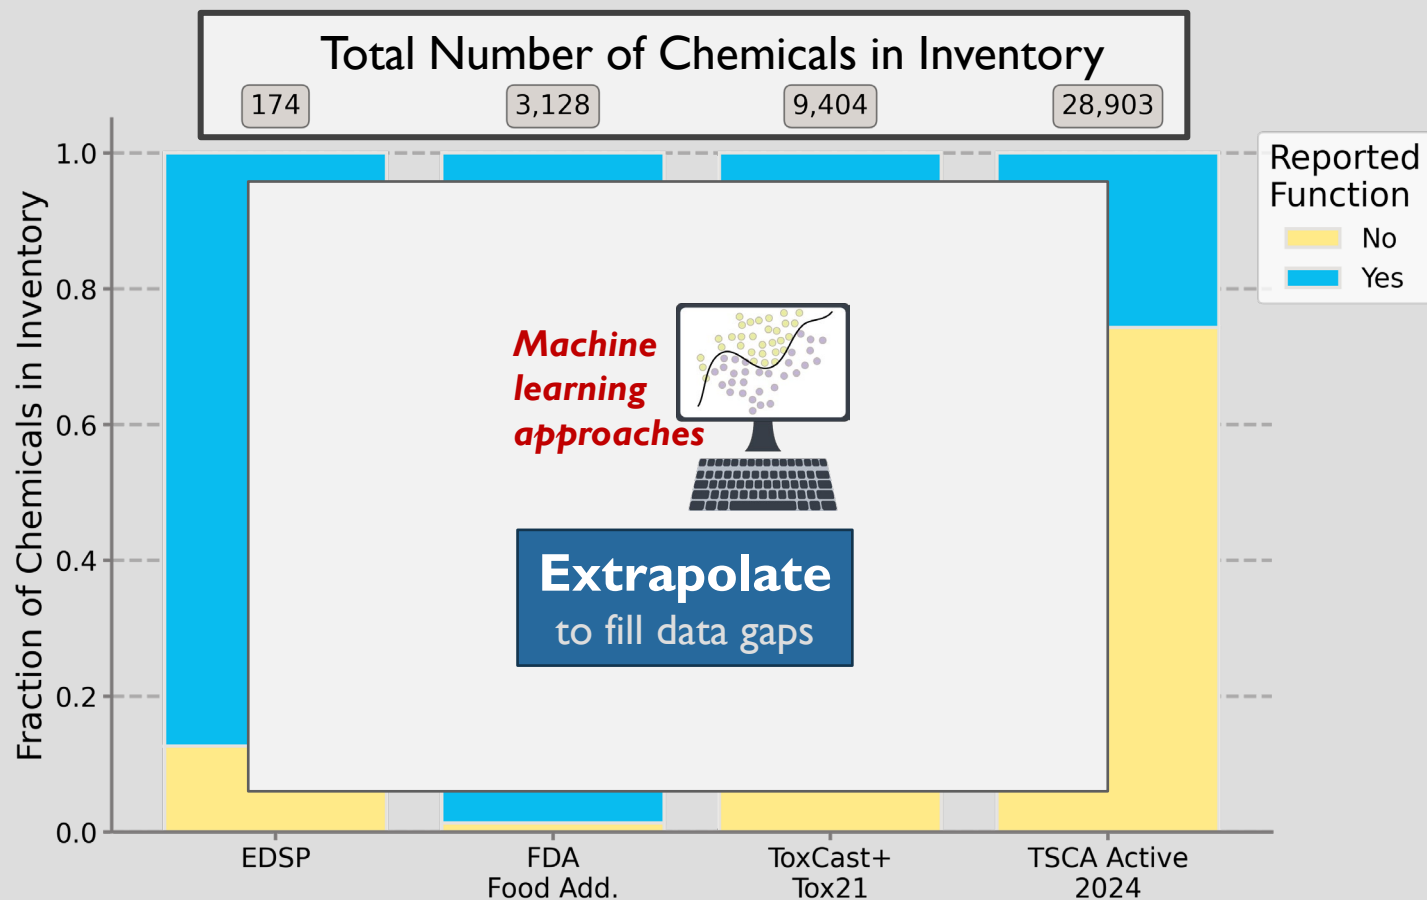 Total Number of Chemicals in Inventory
174 3,128 9,404 28,903
Fraction of Chemicals in Inventory
1.0
0.8
0.6
0.4
0.2
0.0
Reported
Function
No
Yes
Machine
learning
approaches
Extrapolate
to fill data gaps
EDSP
FDA
Food Add.
ToxCast+
Tox21
TSCA Active
2024